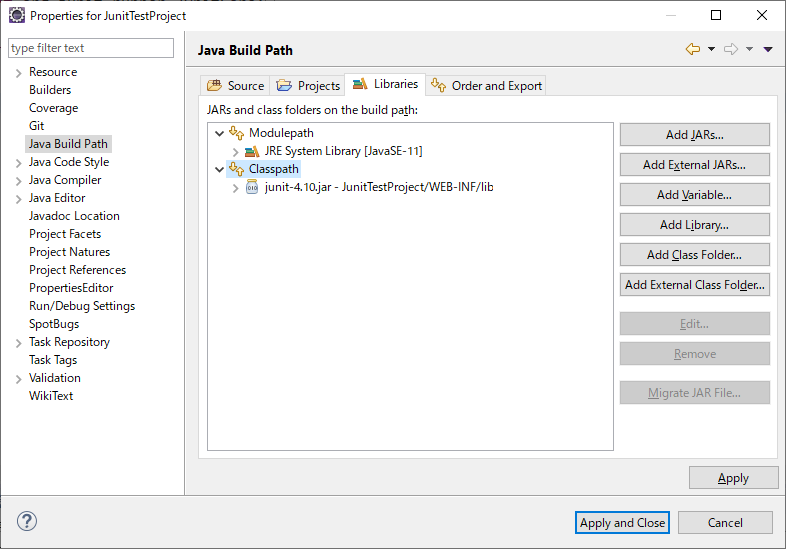 Properties for JunitTestProject
type filter text
Resource
Builders
Coverage
Git
Java Build Path
Java Code Style
Java Compiler
Java Editor
Javadoc Location
Project Facets
Project Natures
Project References
PropertiesEditor
Run/Debug Settings
SpotBugs
Task Repository
Task Tags
Validation
WikiText
Java Build Path
Source
Projects
Libraries
Order and Export
JARs and class folders on the build path:
Modulepath
JRE System Library [JavaSE-11]
Classpath
junit-4.10.jar - JunitTestProject/WEB-INF/lib
Add JARs...
Add External JARs...
Add Variable...
Add Library...
Add Class Folder...
Add External Class Folder...
Edit...
Remove
Migrate JAR File...
Apply
Apply and Close
Cancel